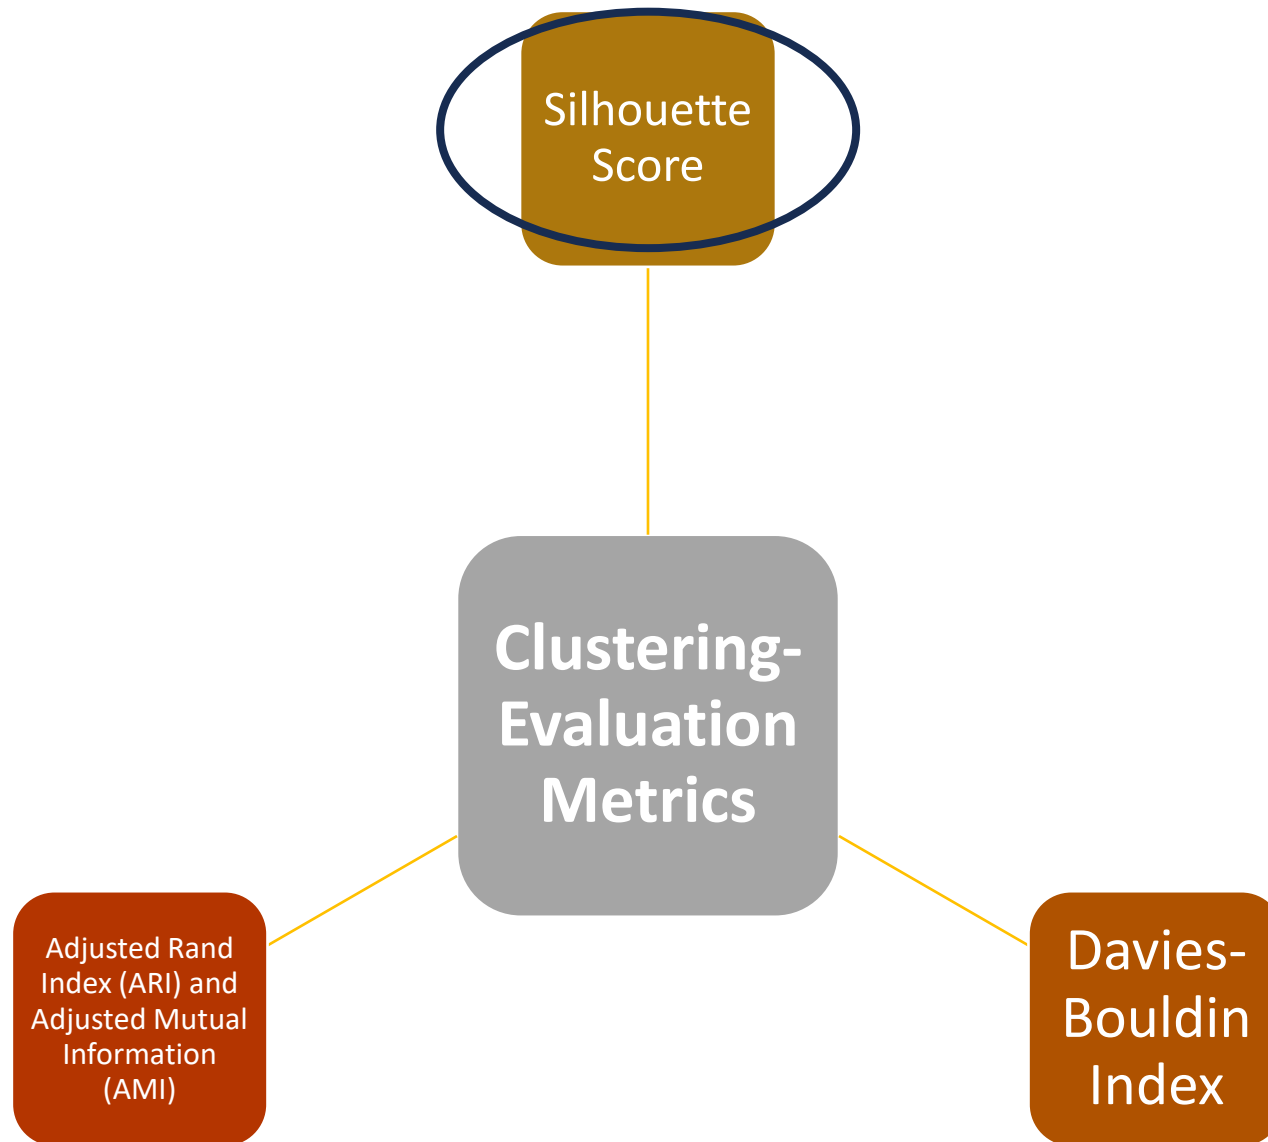 Silhouette
Score
Clustering-
Evaluation
Metrics
Adjusted Rand
Index (ARI) and
Adjusted Mutual
Information
(AMI)
Davies-
Bouldin
Index